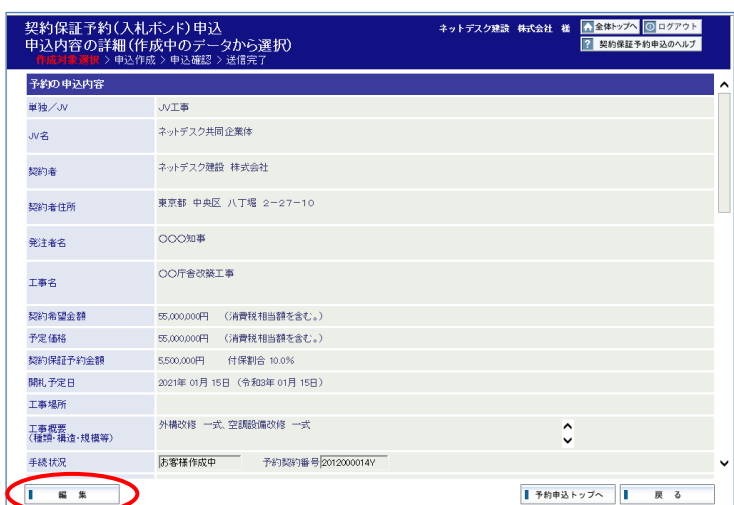 契約保証予約(入札ボンド)申込
ネットデスク建設 株式会社 様
全体トップへ
ログアウト
申込内容の詳細(作成中のデータから選択)
契約保証予約申込のヘルプ
作成対象選択 > 申込作成 > 申込確認 > 送信完了
予約の申込内容
単独/JV JV工事
JV名 ネットデスク共同企業体
契約者 ネットデスク建設 株式会社
契約者住所 東京都 中央区 八丁堀 2-27-10
発注者名 〇〇〇知事
工事名 〇〇庁舎改築工事
契約希望金額 55,000,000円 (消費税相当額を含む。)
予定価格 55,000,000円 (消費税相当額を含む。)
契約保証予約金額 5,500,000円 付保割合 10.0%
開札予定日 2021年 01月 15日 (令和3年 01月 15日)
工事場所
工事概要
(種類・構造・規模等)
外構改修 一式、空調設備改修 一式
手続状況 お客様作成中 予約契約番号 2012000014Y
編 集
予約申込トップへ
戻 る